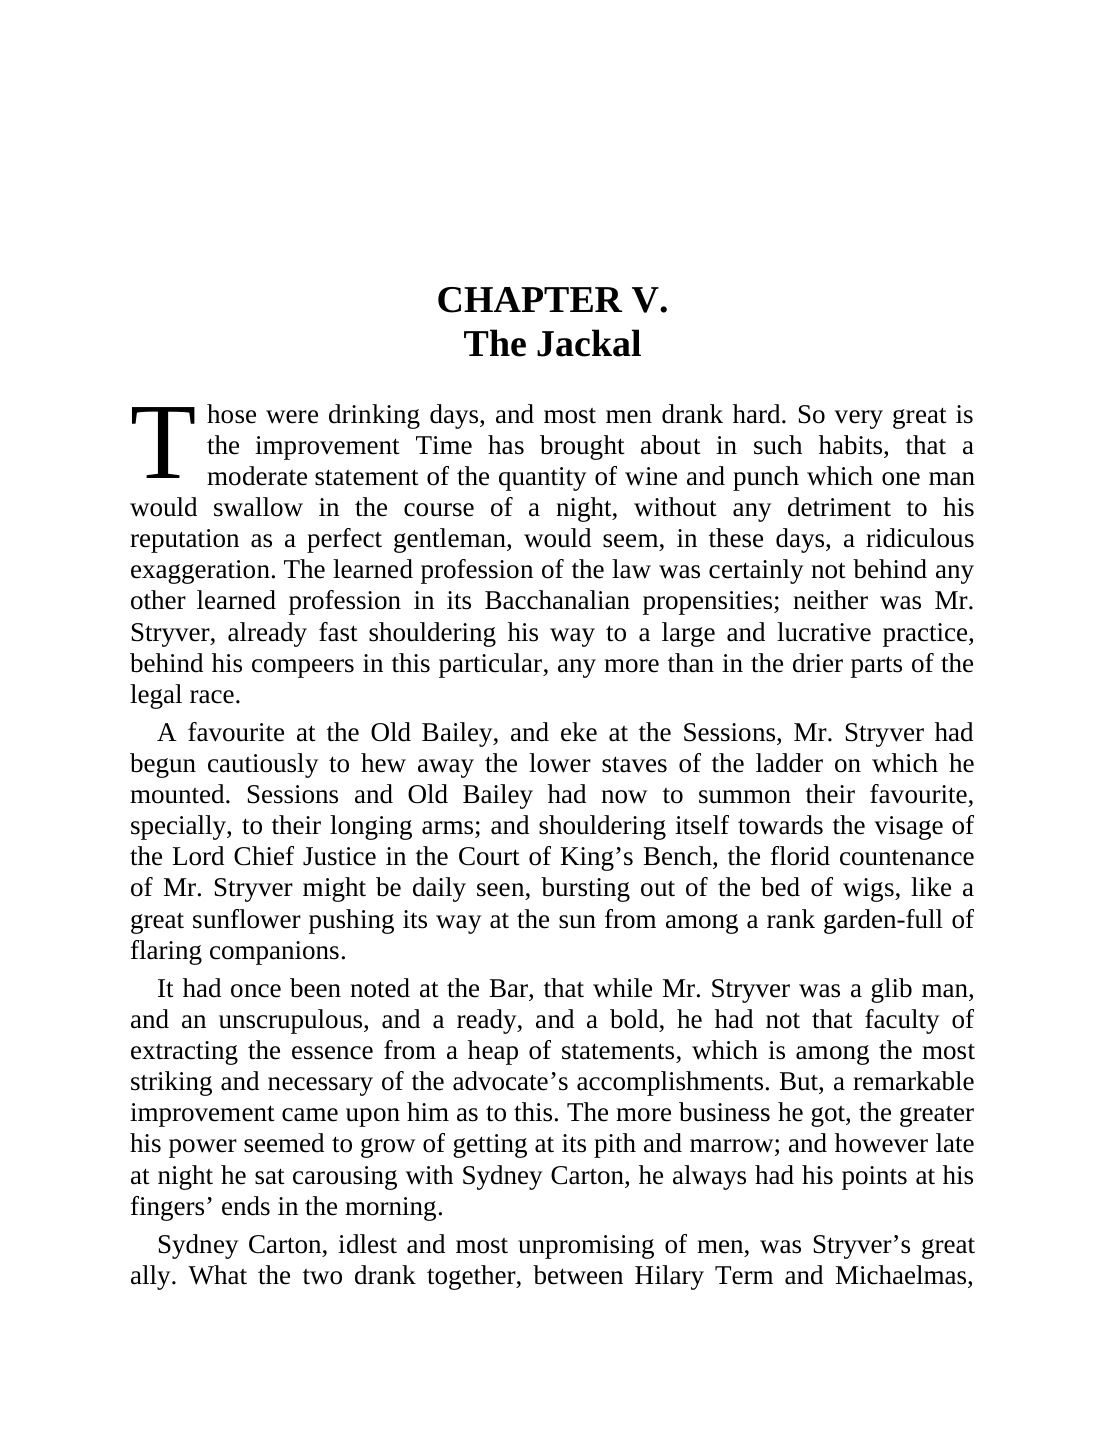 CHAPTER V.
The Jackal
Those were drinking days, and most men drank hard. So very great is
the improvement Time has brought about in such habits, that a
moderate statement of the quantity of wine and punch which one man
would swallow in the course of a night, without any detriment to his
reputation as a perfect gentleman, would seem, in these days, a ridiculous
exaggeration. The learned profession of the law was certainly not behind any
other learned profession in its Bacchanalian propensities; neither was Mr.
Stryver, already fast shouldering his way to a large and lucrative practice,
behind his compeers in this particular, any more than in the drier parts of the
legal race.
A favourite at the Old Bailey, and eke at the Sessions, Mr. Stryver had
begun cautiously to hew away the lower staves of the ladder on which he
mounted. Sessions and Old Bailey had now to summon their favourite,
specially, to their longing arms; and shouldering itself towards the visage of
the Lord Chief Justice in the Court of King’s Bench, the florid countenance
of Mr. Stryver might be daily seen, bursting out of the bed of wigs, like a
great sunflower pushing its way at the sun from among a rank garden-full of
flaring companions.
It had once been noted at the Bar, that while Mr. Stryver was a glib man,
and an unscrupulous, and a ready, and a bold, he had not that faculty of
extracting the essence from a heap of statements, which is among the most
striking and necessary of the advocate’s accomplishments. But, a remarkable
improvement came upon him as to this. The more business he got, the greater
his power seemed to grow of getting at its pith and marrow; and however late
at night he sat carousing with Sydney Carton, he always had his points at his
fingers’ ends in the morning.
Sydney Carton, idlest and most unpromising of men, was Stryver’s great
ally. What the two drank together, between Hilary Term and Michaelmas,